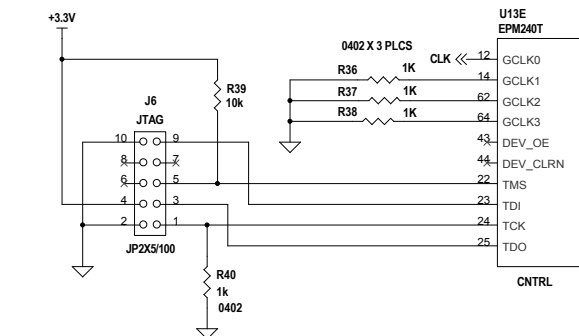 U13E
EPM240T
+3.3V
0402 X 3 PLCS
CLK 12 GCLK0
R36 1K 14 GCLK1
R37 1K 62 GCLK2
R38 1K 64 GCLK3
R39
10k
J6
JTAG
10 9
8 7
6 5
4 3
2 1
JP2X5/100
43 DEV_OE
44 DEV_CLRN
22 TMS
23 TDI
24 TCK
25 TDO
R40
1k
0402
CNTRL